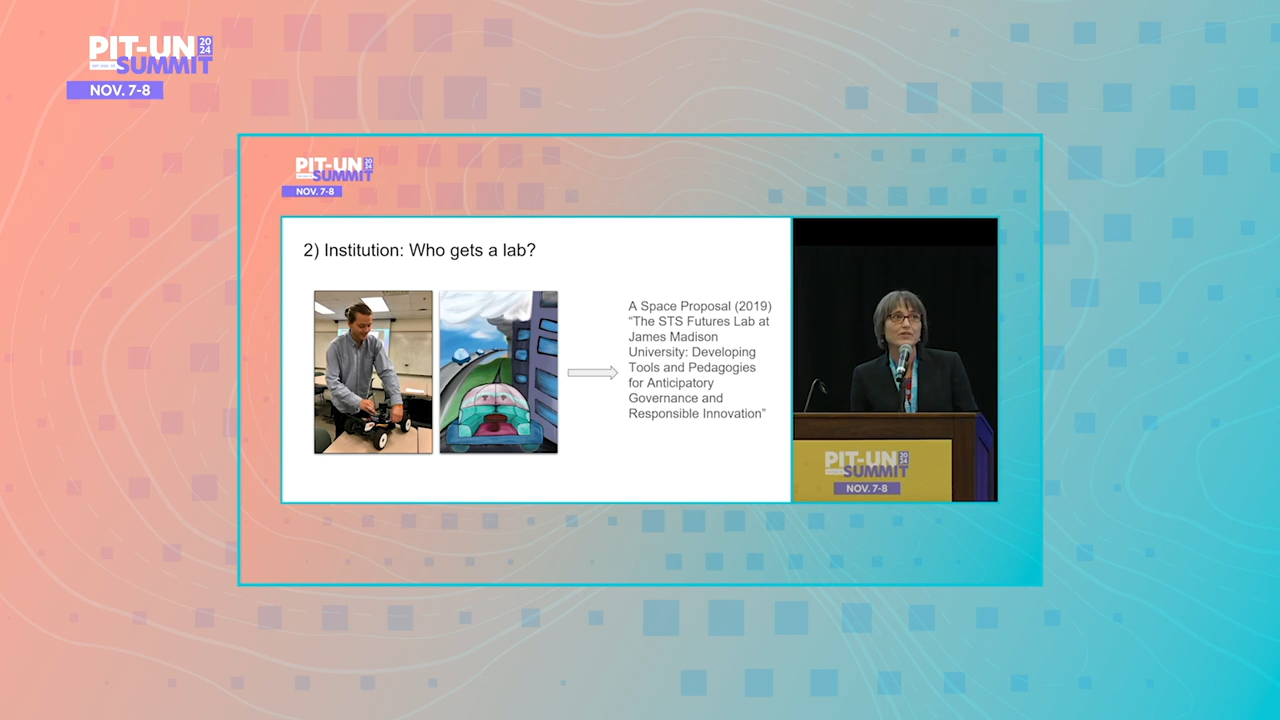 PIT-UN 2024
SUMMIT
NOV. 7-8
PIT-UN 2024
SUMMIT
NOV. 7-8
2) Institution: Who gets a lab?
A Space Proposal (2019)
“The STS Futures Lab at
James Madison
University: Developing
Tools and Pedagogies
for Anticipatory
Governance and
Responsible Innovation”
PIT-UN 2024
SUMMIT
NOV. 7-8